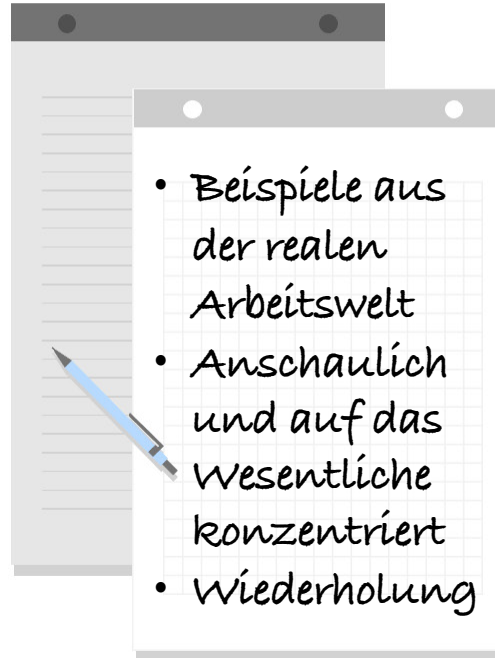 • Beispiele aus
der realen
Arbeitswelt
• Anschaulich
und auf das
Wesentliche
konzentriert
• Wiederholung